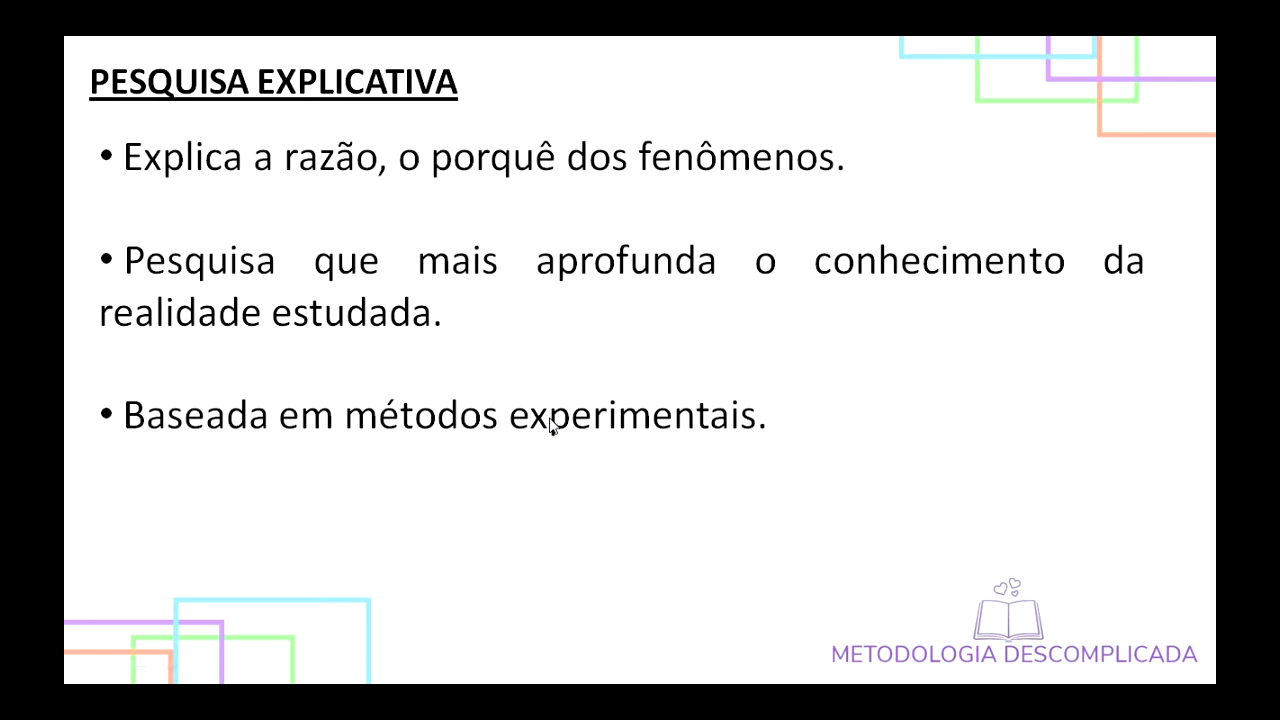 PESQUISA EXPLICATIVA
• Explica a razão, o porquê dos fenômenos.
• Pesquisa que mais aprofunda o conhecimento da
realidade estudada.
• Baseada em métodos experimentais.
METODOLOGIA DESCOMPLICADA